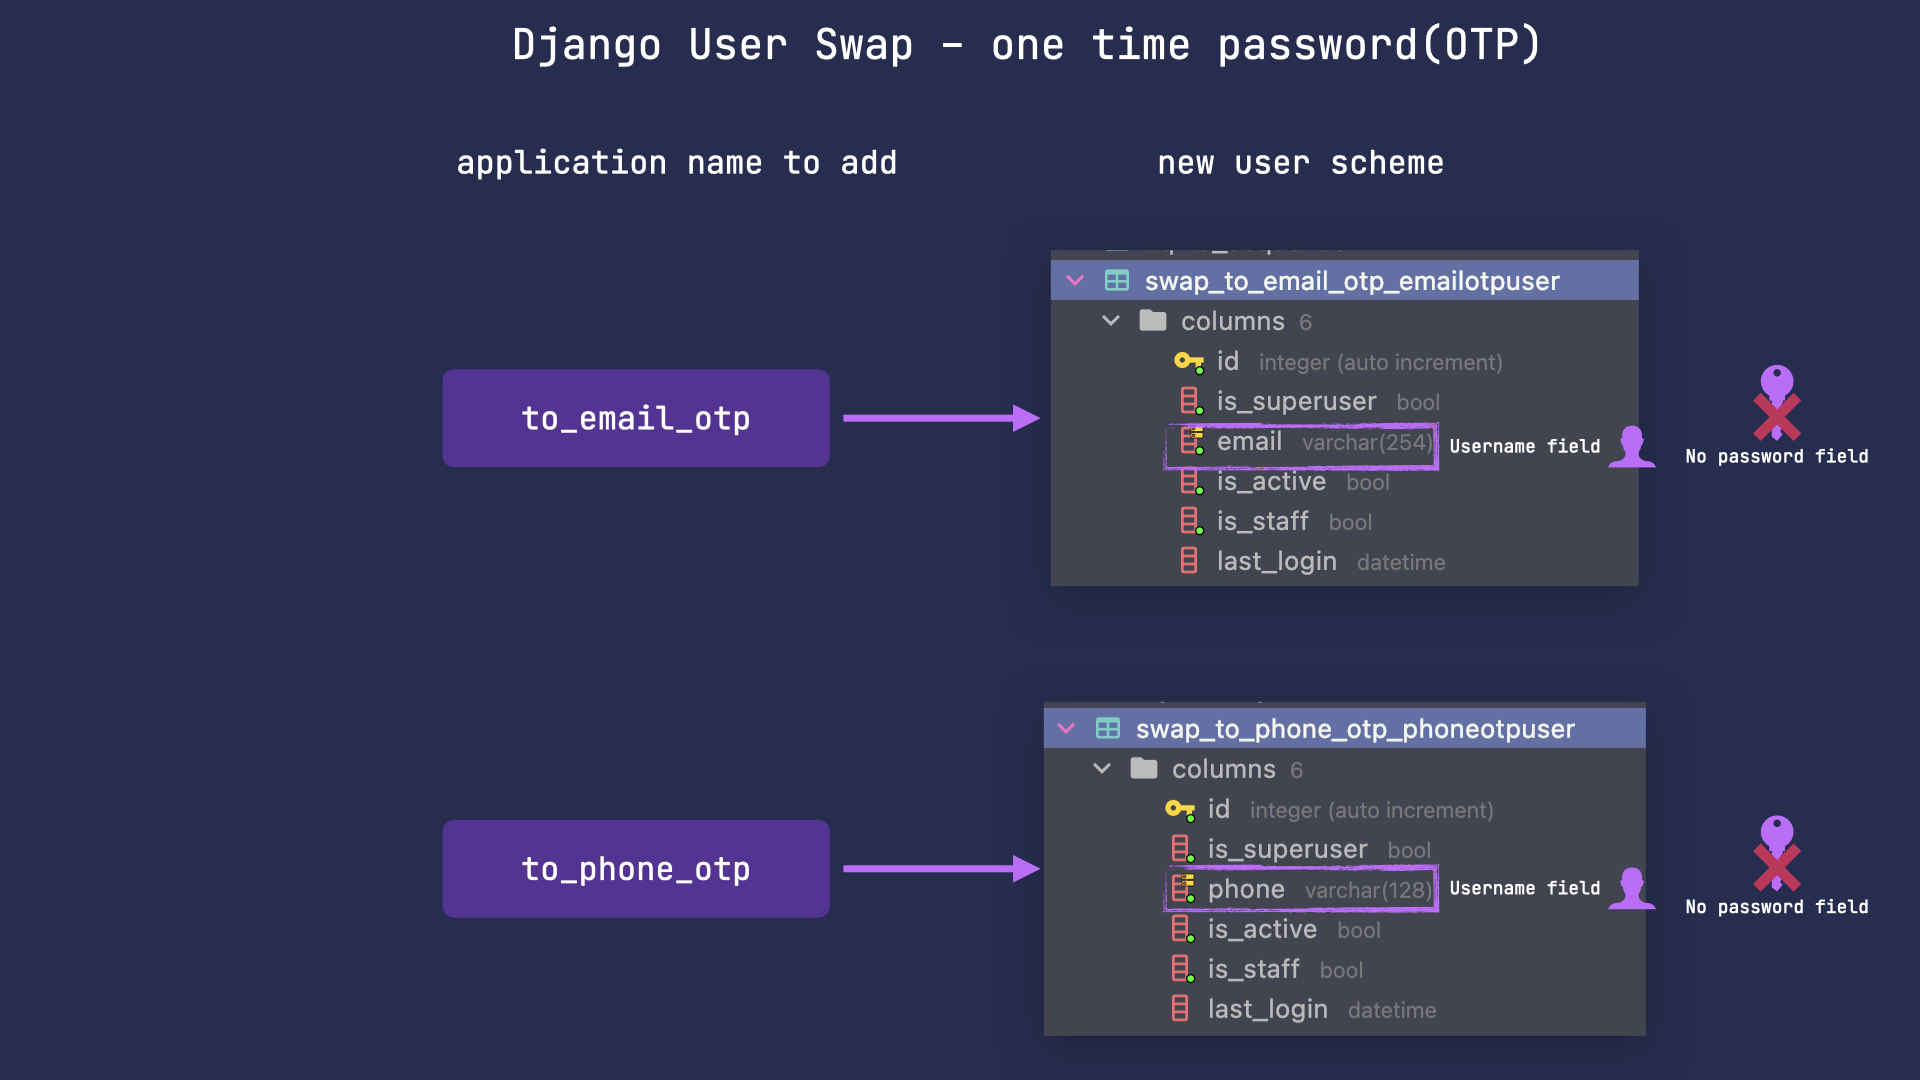 Django User Swap - one time password(OTP)
application name to add
new user scheme
to_email_otp
swap_to_email_otp_emailotpuser
columns 6
id integer (auto increment)
is_superuser bool
email varchar(254)
Username field
No password field
is_active bool
is_staff bool
last_login datetime
to_phone_otp
swap_to_phone_otp_phoneotpuser
columns 6
id integer (auto increment)
is_superuser bool
phone varchar(128)
Username field
No password field
is_active bool
is_staff bool
last_login datetime